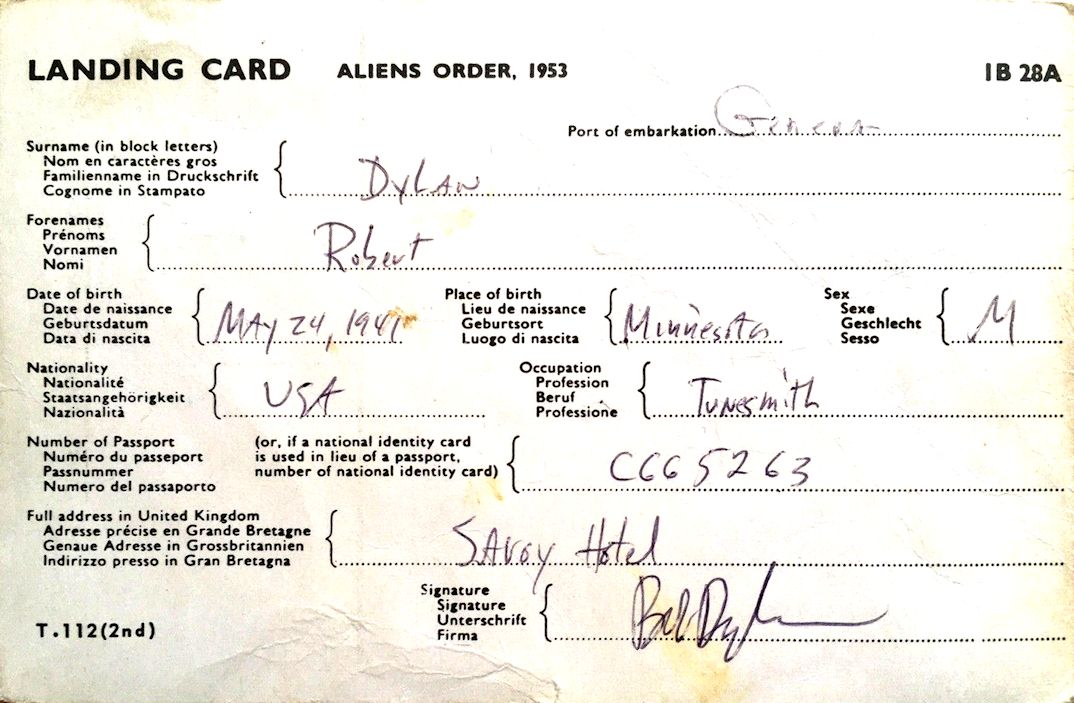 LANDING CARD ALIENS ORDER, 1953 IB 28A
Port of embarkation Geneva
Surname (in block letters)
Nom en caractères gros
Familienname in Druckschrift
Cognome in Stampato
Dylan
Forenames
Prénoms
Vornamen
Nomi
Robert
Date of birth
Date de naissance
Geburtsdatum
Data di nascita
MAY 24, 1941
Place of birth
Lieu de naissance
Geburtsort
Luogo di nascita
Minnesota
Sex
Sexe
Geschlecht
Sesso
M
Nationality
Nationalité
Staatsangehörigkeit
Nazionalità
USA
Occupation
Profession
Beruf
Professione
Tunesmith
Number of Passport
Numéro du passeport
Passnummer
Numero del passaporto
(or, if a national identity card
is used in lieu of a passport,
number of national identity card)
Full address in United Kingdom
Adresse précise en Grande Bretagne
Genaue Adresse in Grossbritannien
Indirizzo presso in Gran Bretagna
SAvoy Hotel
Signature
Signature
Unterschrift
Firma
Bob Dylan
T.112(2nd)